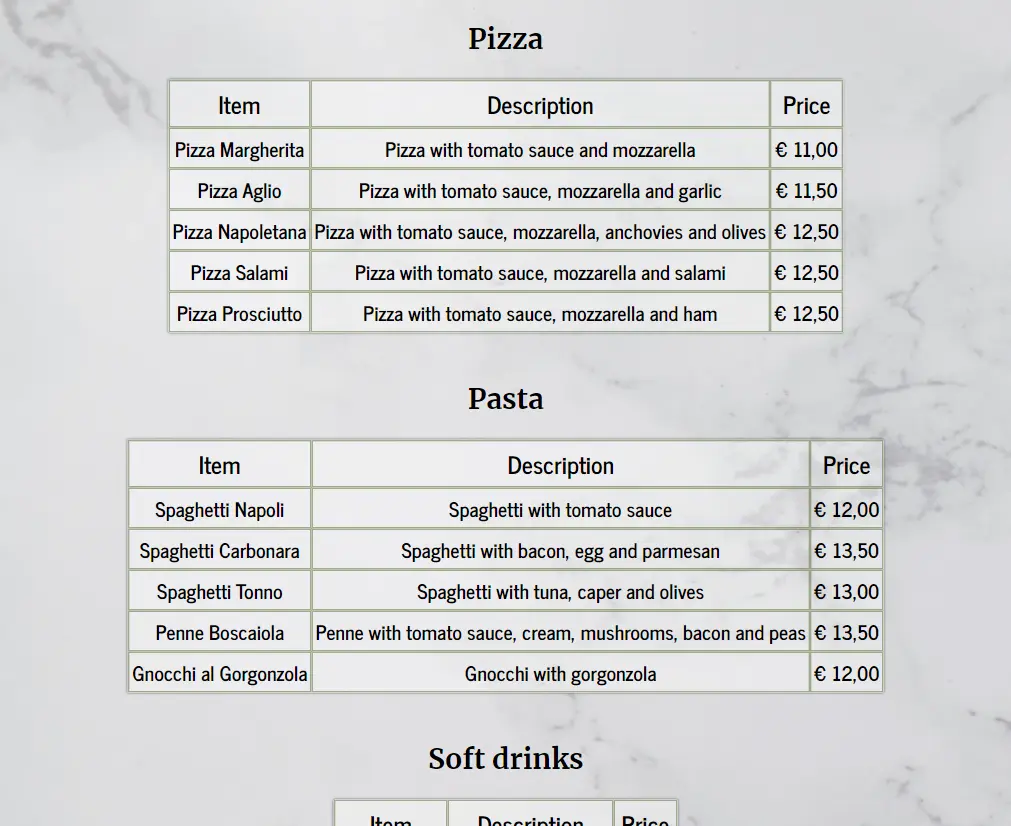 Pizza
Item Description Price
Pizza Margherita Pizza with tomato sauce and mozzarella € 11,00
Pizza Aglio Pizza with tomato sauce, mozzarella and garlic € 11,50
Pizza Napoletana Pizza with tomato sauce, mozzarella, anchovies and olives € 12,50
Pizza Salami Pizza with tomato sauce, mozzarella and salami € 12,50
Pizza Prosciutto Pizza with tomato sauce, mozzarella and ham € 12,50
Pasta
Item Description Price
Spaghetti Napoli Spaghetti with tomato sauce € 12,00
Spaghetti Carbonara Spaghetti with bacon, egg and parmesan € 13,50
Spaghetti Tonno Spaghetti with tuna, caper and olives € 13,00
Penne Boscaiola Penne with tomato sauce, cream, mushrooms, bacon and peas € 13,50
Gnocchi al Gorgonzola Gnocchi with gorgonzola € 12,00
Soft drinks
Item Description Price